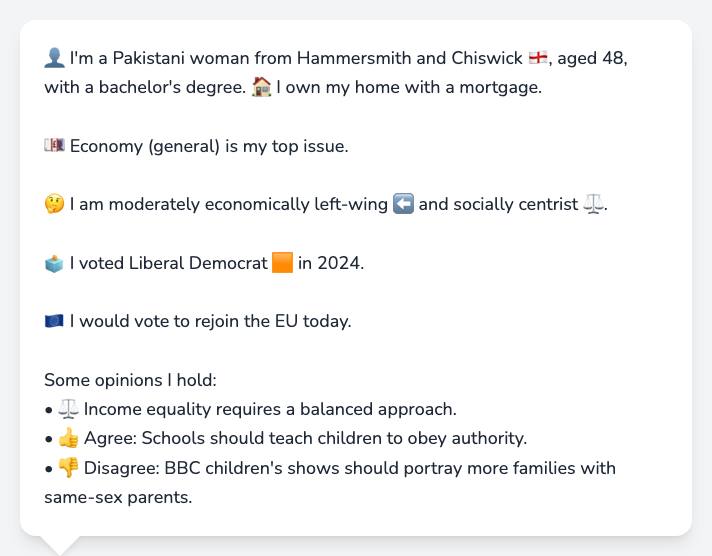 👤 I'm a Pakistani woman from Hammersmith and Chiswick 🏴󠁧󠁢󠁥󠁮󠁧󠁿, aged 48,
with a bachelor's degree. 🏠 I own my home with a mortgage.
💷 Economy (general) is my top issue.
🤔 I am moderately economically left-wing ⬅️ and socially centrist ⚖️.
🗳️ I voted Liberal Democrat 🟧 in 2024.
🇪🇺 I would vote to rejoin the EU today.
Some opinions I hold:
• ⚖️ Income equality requires a balanced approach.
• 👍 Agree: Schools should teach children to obey authority.
• 👎 Disagree: BBC children's shows should portray more families with
same-sex parents.